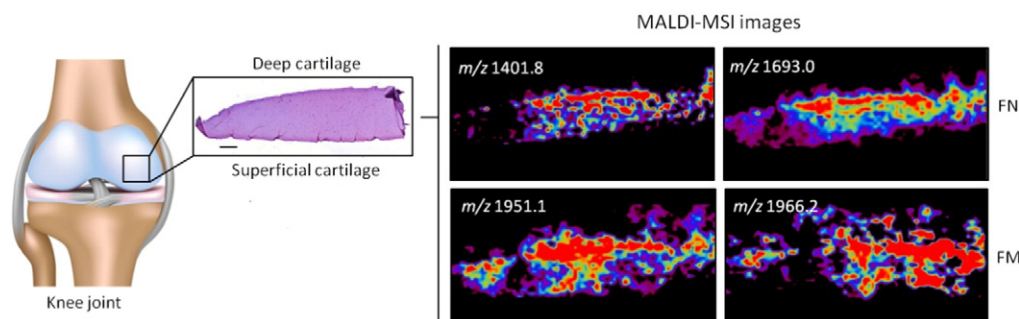 MALDI-MSI images
Deep cartilage
Superficial cartilage
Knee joint
m/z 1401.8
m/z 1693.0
FN
m/z 1951.1
m/z 1966.2
FM